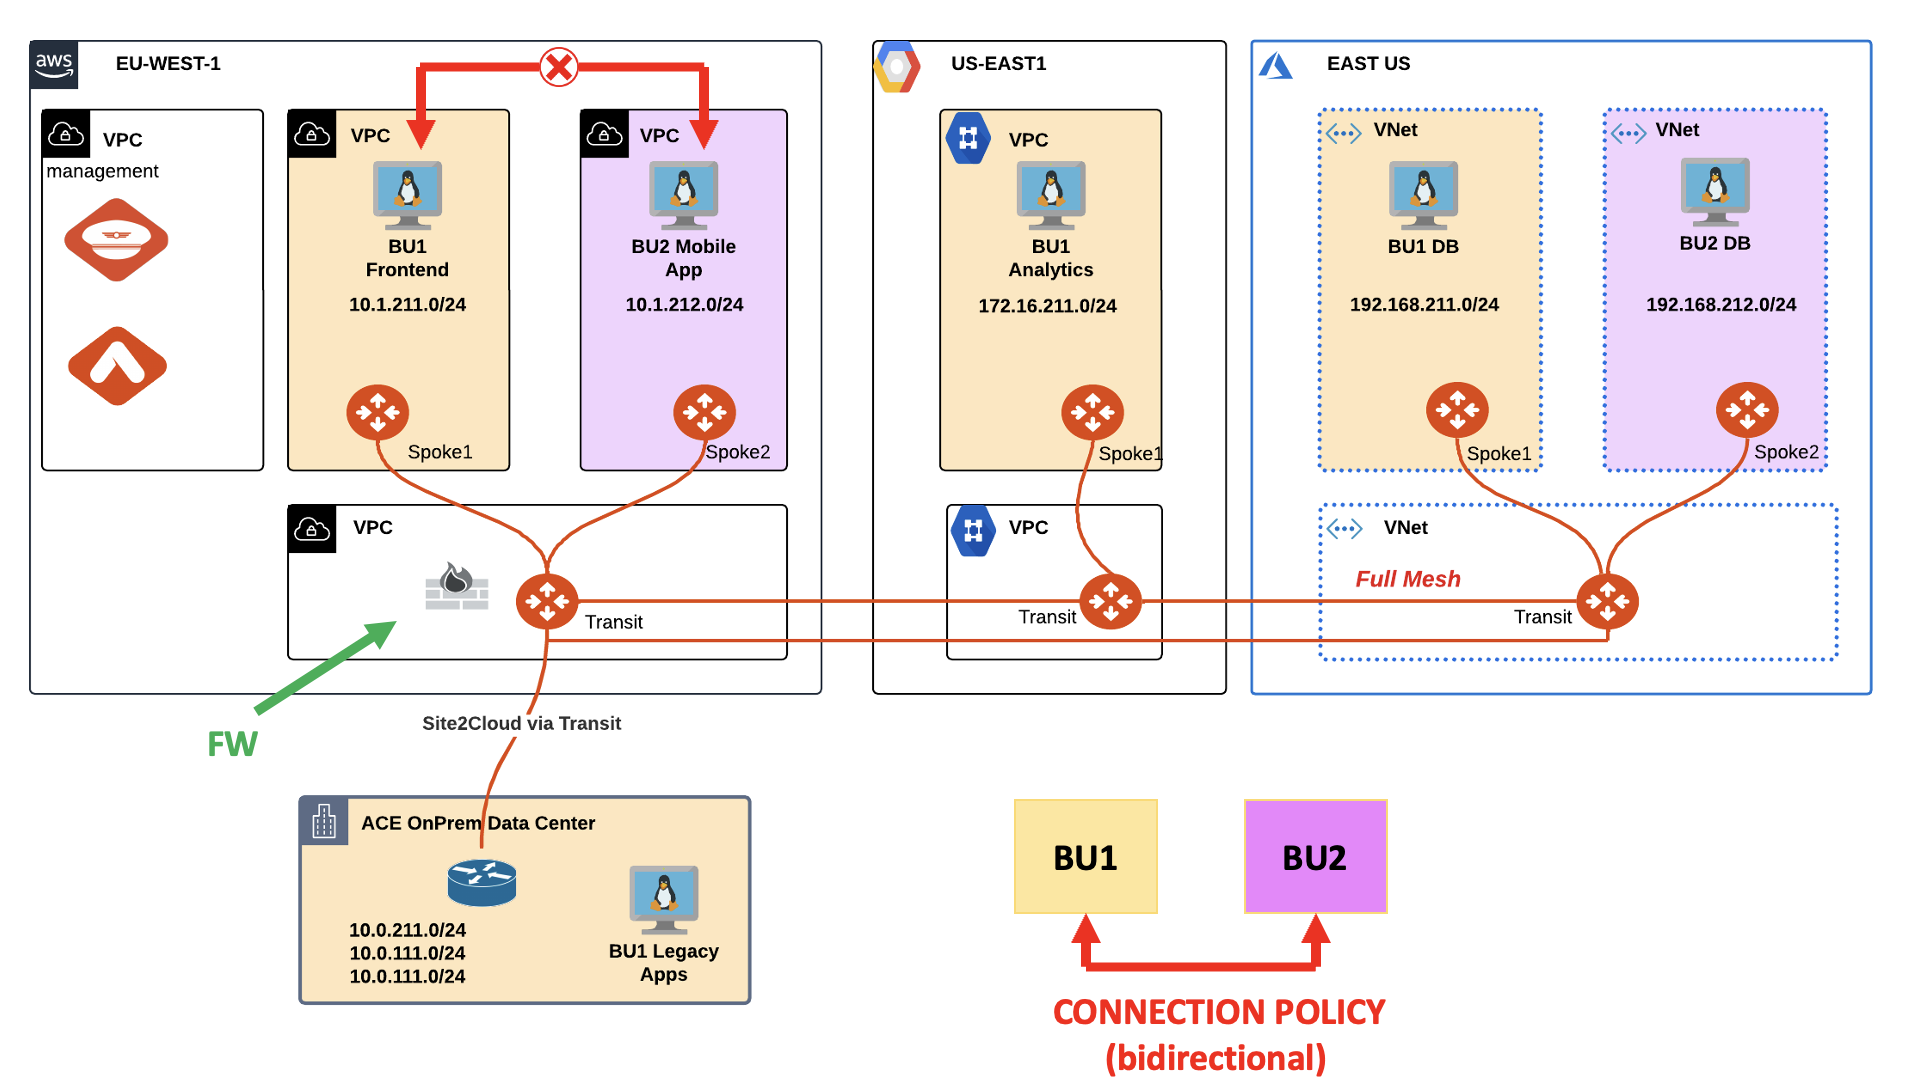 aws
EU-WEST-1
VPC
management
VPC
BU1
Frontend
10.1.211.0/24
Spoke1
VPC
BU2 Mobile
App
10.1.212.0/24
Spoke2
VPC
Transit
FW
Site2Cloud via Transit
ACE OnPrem Data Center
10.0.211.0/24
10.0.111.0/24
10.0.111.0/24
BU1 Legacy
Apps
US-EAST1
VPC
BU1
Analytics
172.16.211.0/24
Spoke1
VPC
Transit
EAST US
VNet
BU1 DB
192.168.211.0/24
Spoke1
VNet
BU2 DB
192.168.212.0/24
Spoke2
VNet
Full Mesh
Transit
BU1
BU2
CONNECTION POLICY
(bidirectional)